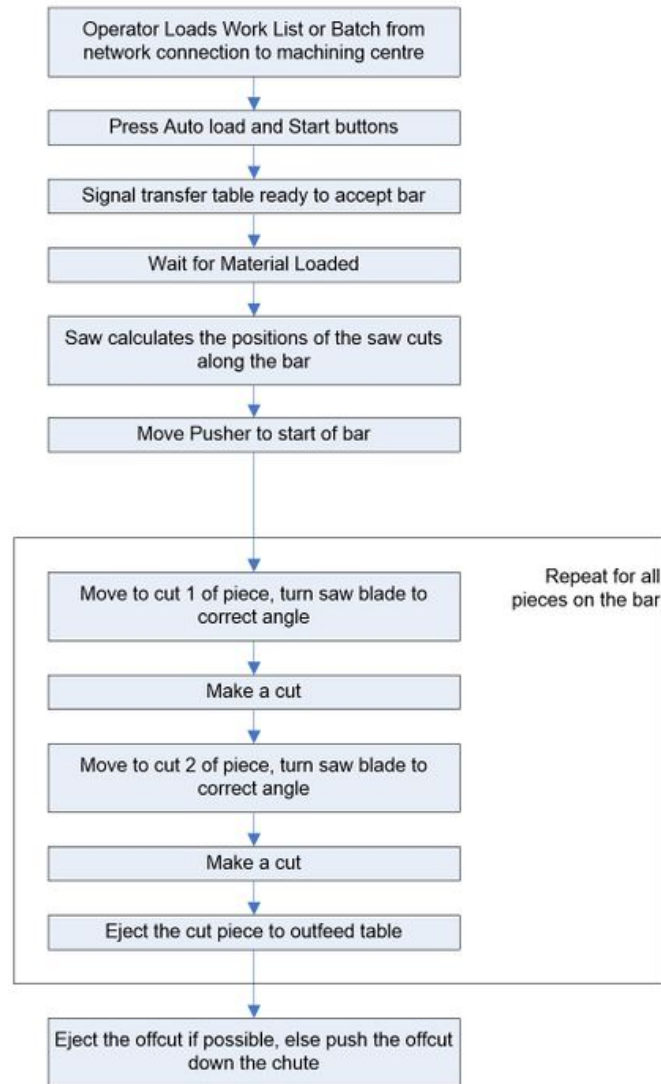 Operator Loads Work List or Batch from
network connection to machining centre
Press Auto load and Start buttons
Signal transfer table ready to accept bar
Wait for Material Loaded
Saw calculates the positions of the saw cuts
along the bar
Move Pusher to start of bar
Repeat for all
pieces on the bar
Move to cut 1 of piece, turn saw blade to
correct angle
Make a cut
Move to cut 2 of piece, turn saw blade to
correct angle
Make a cut
Eject the cut piece to outfeed table
Eject the offcut if possible, else push the offcut
down the chute